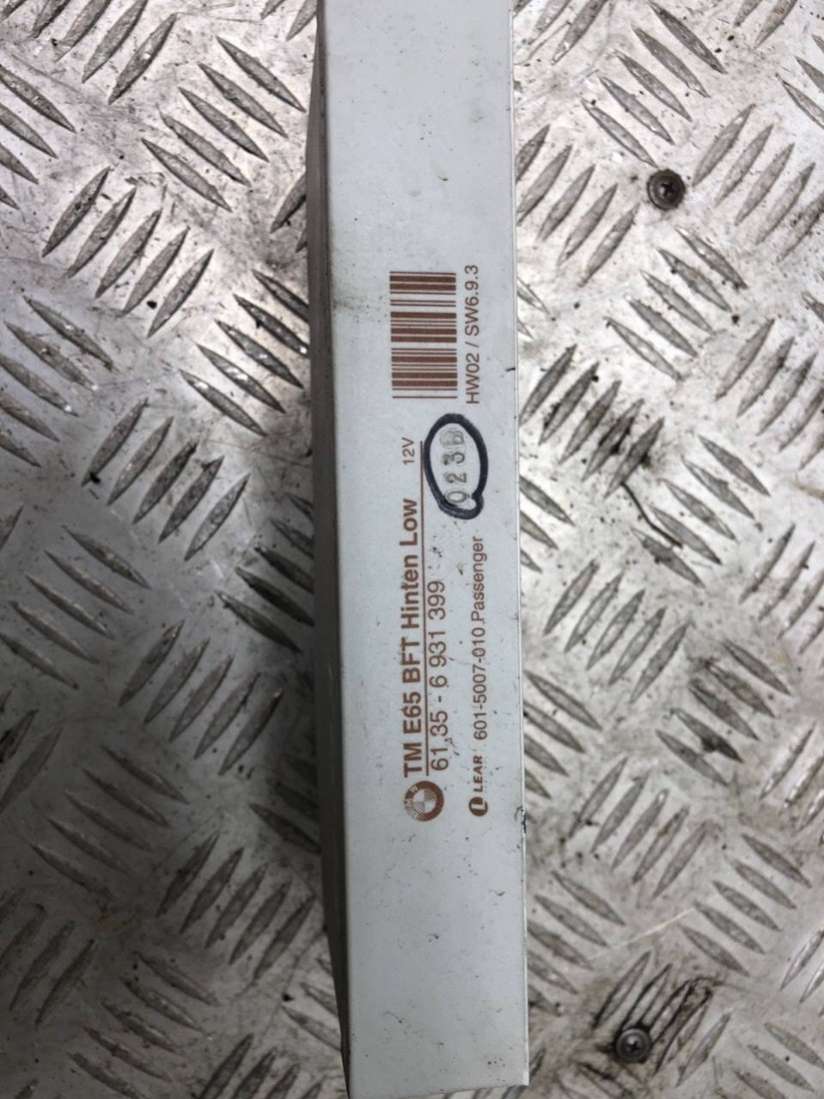 TM E65 BFT Hinten Low 12V
61.35 - 6 931 399
LEAR 601-5007-010 Passenger
HW02 / SW6.9.3